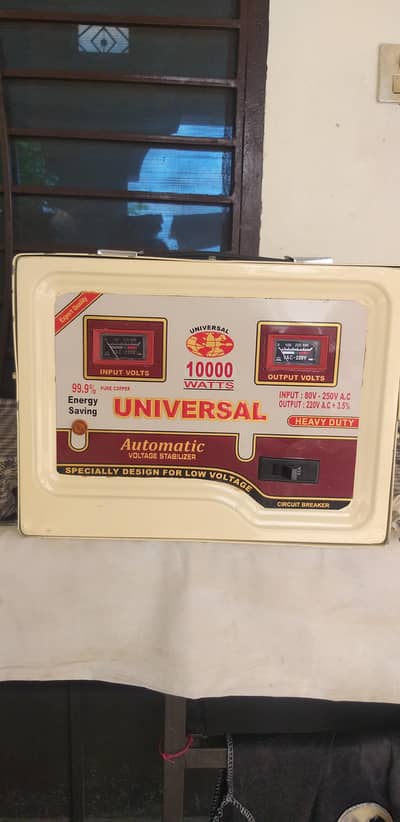 Export Quality
UNIVERSAL
10000
WATTS
INPUT VOLTS
OUTPUT VOLTS
99.9% PURE COPPER
Energy
Saving
UNIVERSAL
INPUT : 80V - 250V A.C
OUTPUT : 220V A.C + 3.5%
HEAVY DUTY
Automatic
VOLTAGE STABILIZER
SPECIALLY DESIGN FOR LOW VOLTAGE
CIRCUIT BREAKER